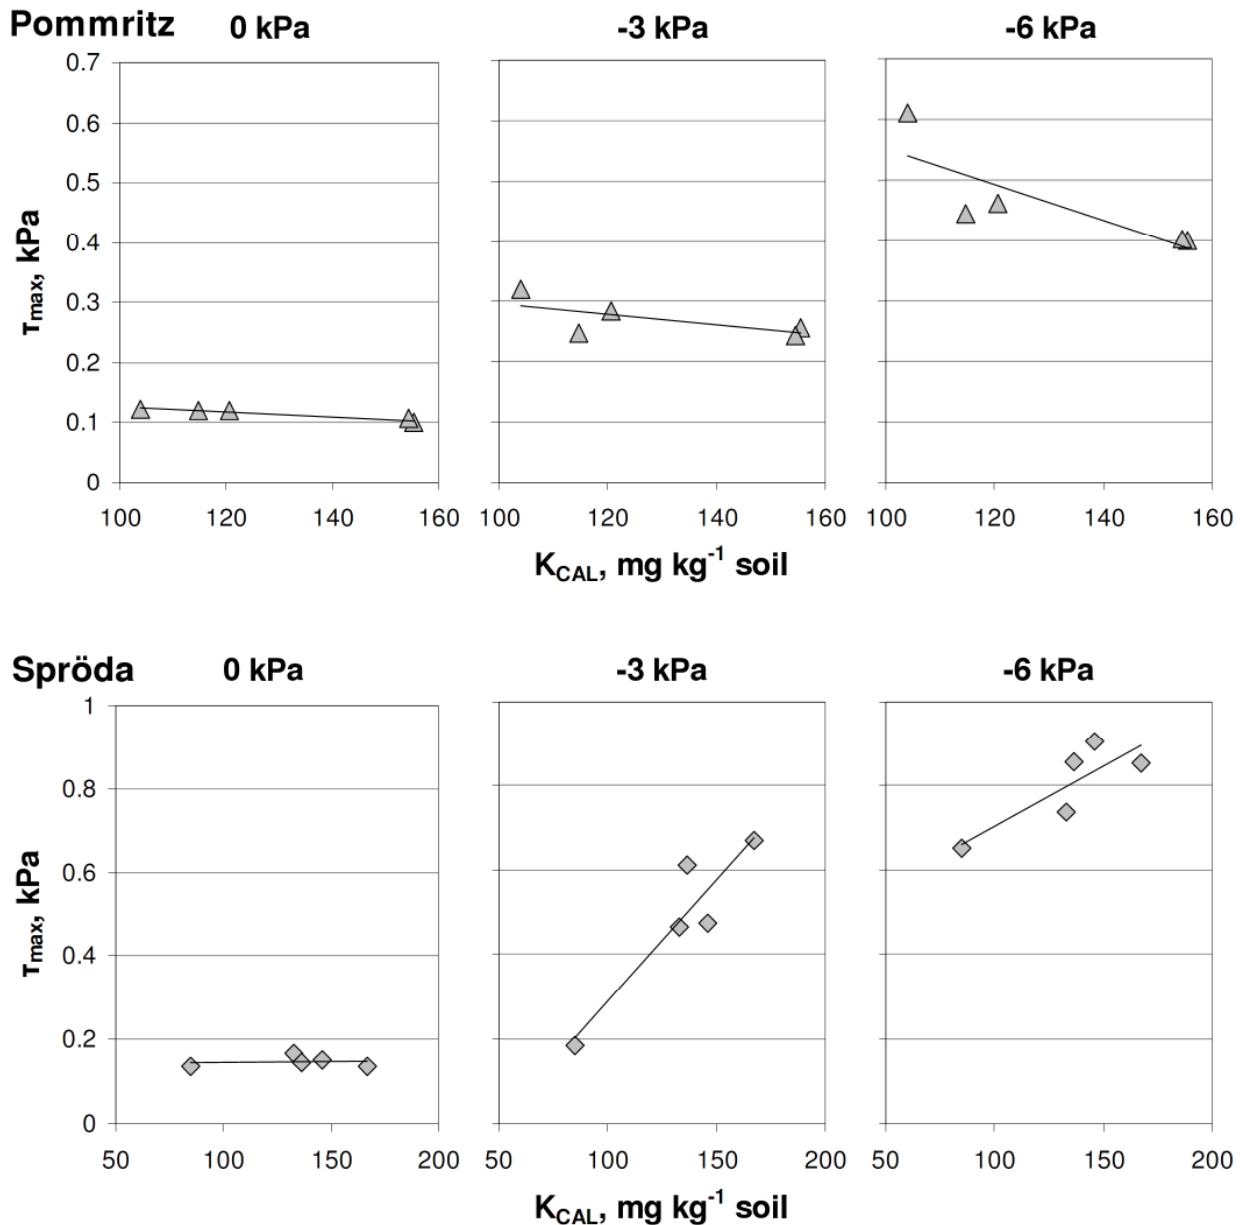 Pommritz 0 kPa -3 kPa -6 kPa
0.7
0.6
0.5
0.4
0.3
0.2
0.1
0
τmax, kPa
100 120 140 160 100 120 140 160 100 120 140 160
KCAL, mg kg-1 soil
Spröda 0 kPa -3 kPa -6 kPa
1
0.8
0.6
0.4
0.2
0
τmax, kPa
50 100 150 200 50 100 150 200 50 100 150 200
KCAL, mg kg-1 soil